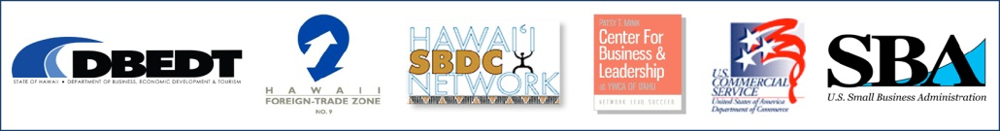 DBEDT
STATE OF HAWAII • DEPARTMENT OF BUSINESS, ECONOMIC DEVELOPMENT & TOURISM
HAWAII
FOREIGN-TRADE ZONE
NO. 9
HAWAI'I
SBDC
NETWORK
PATSY T. MINK
Center For
Business &
Leadership
at YWCA OF OAHU
NETWORK LEAD SUCCEED
U.S.
COMMERCIAL
SERVICE
United States of America
Department of Commerce
SBA
U.S. Small Business Administration